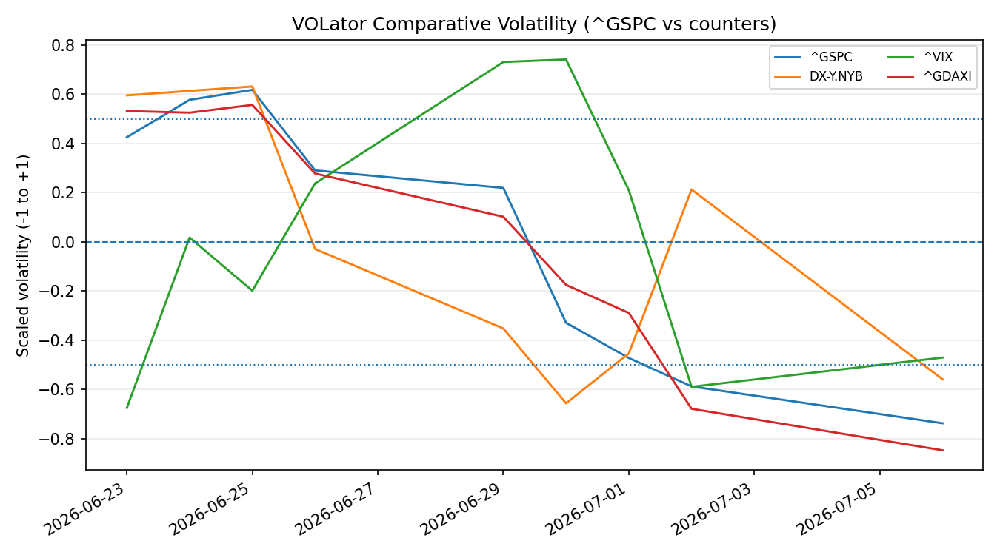 VOLator Comparative Volatility (^GSPC vs counters)
^GSPC
DX-Y.NYB
^VIX
^GDAXI
Scaled volatility (-1 to +1)
0.8
0.6
0.4
0.2
0.0
−0.2
−0.4
−0.6
−0.8
2026-06-23
2026-06-25
2026-06-27
2026-06-29
2026-07-01
2026-07-03
2026-07-05